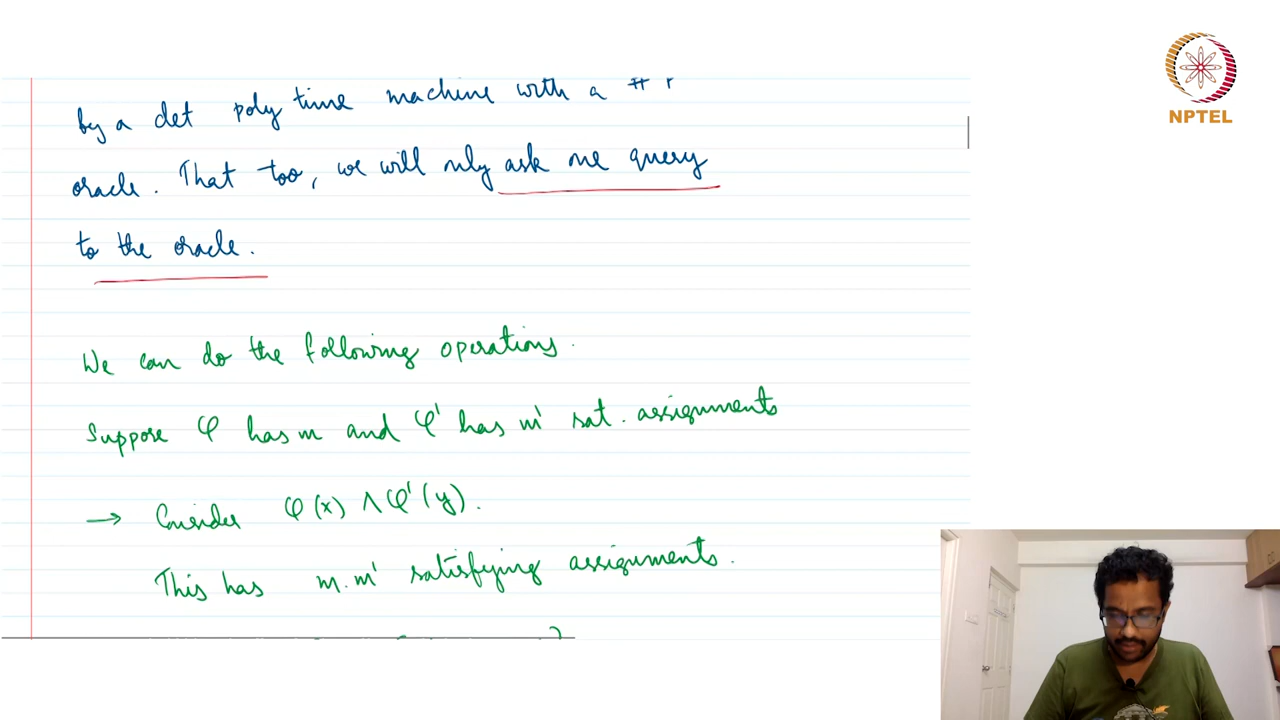 by a det poly time machine with a #P
oracle. That too, we will only ask one query
to the oracle.
We can do the following operations.
Suppose φ has m and φ' has m' sat. assignments
→ Consider φ(x) ∧ φ'(y).
This has m.m' satisfying assignments.
NPTEL